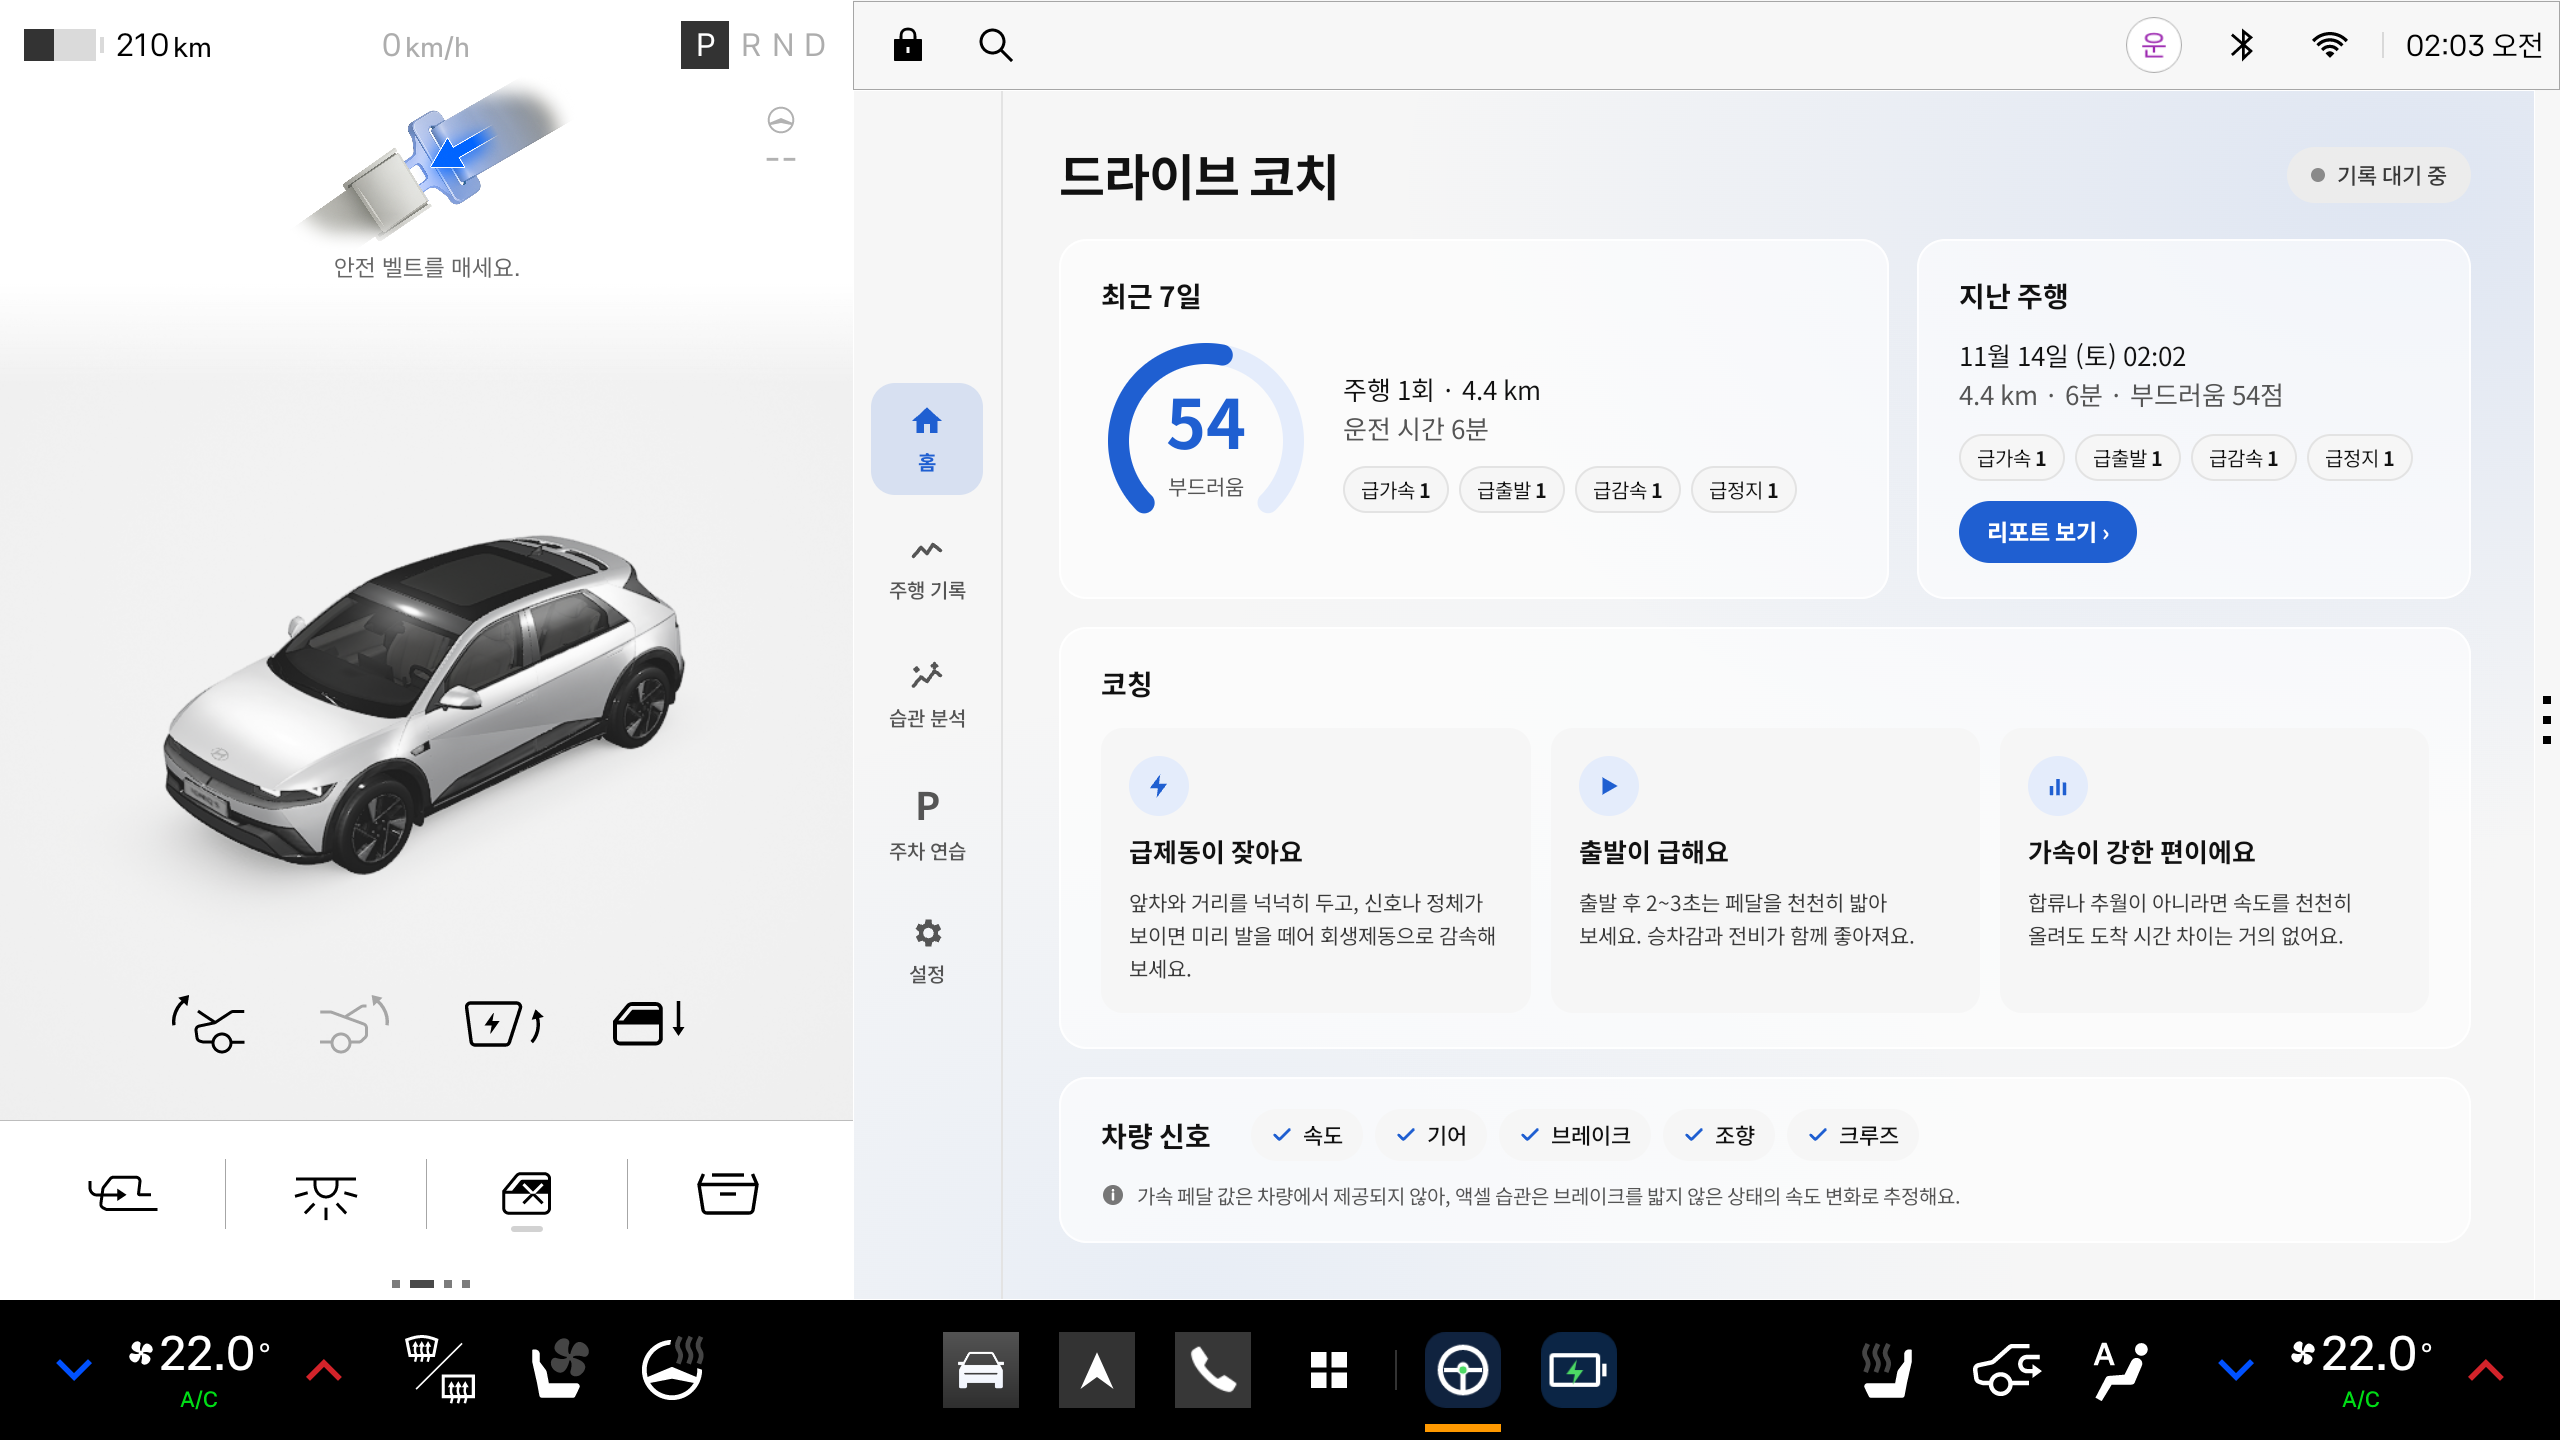 210 km
0 km/h
P R N D
안전 벨트를 매세요.
운
02:03 오전
드라이브 코치
기록 대기 중
홈
주행 기록
습관 분석
P
주차 연습
설정
최근 7일
54
부드러움
주행 1회 · 4.4 km
운전 시간 6분
급가속 1 급출발 1 급감속 1 급정지 1
지난 주행
11월 14일 (토) 02:02
4.4 km · 6분 · 부드러움 54점
급가속 1 급출발 1 급감속 1 급정지 1
리포트 보기 ›
코칭
급제동이 잦아요
앞차와 거리를 넉넉히 두고, 신호나 정체가
보이면 미리 발을 떼어 회생제동으로 감속해
보세요.
출발이 급해요
출발 후 2~3초는 페달을 천천히 밟아
보세요. 승차감과 전비가 함께 좋아져요.
가속이 강한 편이에요
합류나 추월이 아니라면 속도를 천천히
올려도 도착 시간 차이는 거의 없어요.
차량 신호
속도 기어 브레이크 조향 크루즈
가속 페달 값은 차량에서 제공되지 않아, 액셀 습관은 브레이크를 밟지 않은 상태의 속도 변화로 추정해요.
22.0°
A/C
A
22.0°
A/C